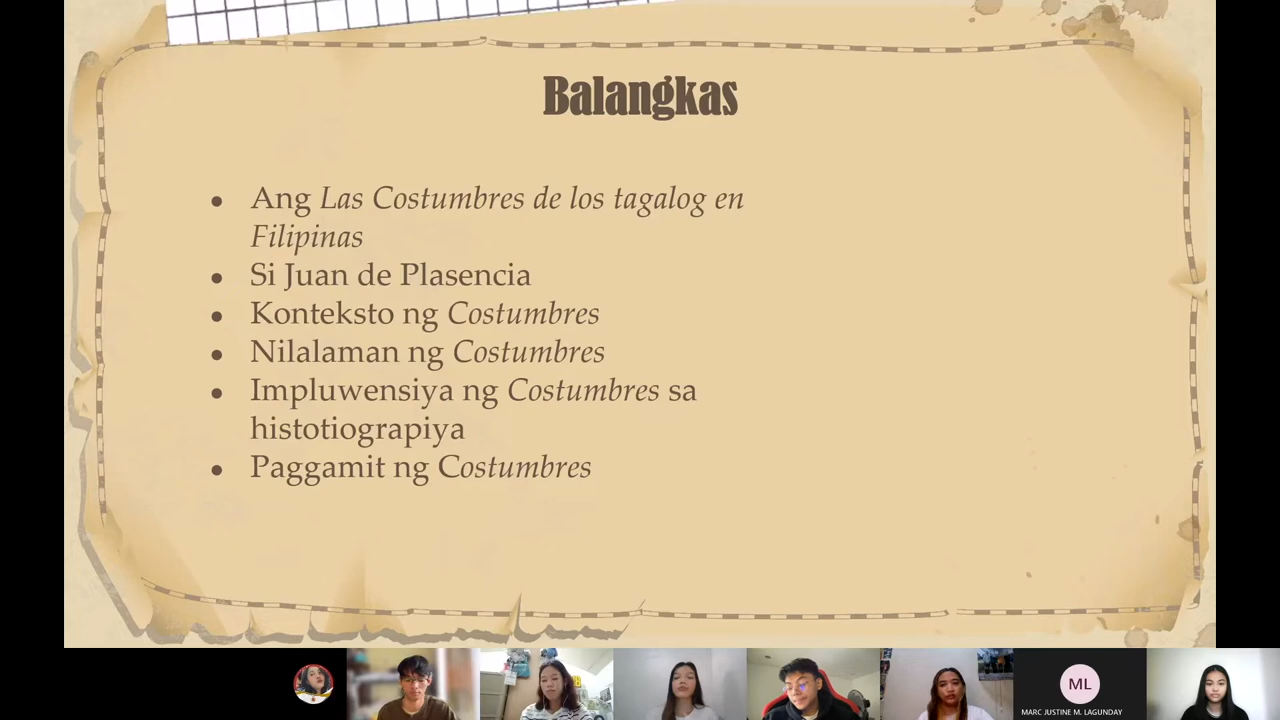 Balangkas
● Ang Las Costumbres de los tagalog en
Filipinas
● Si Juan de Plasencia
● Konteksto ng Costumbres
● Nilalaman ng Costumbres
● Impluwensiya ng Costumbres sa
histotiograpiya
● Paggamit ng Costumbres
ML
MARC JUSTINE M. LAGUNDAY